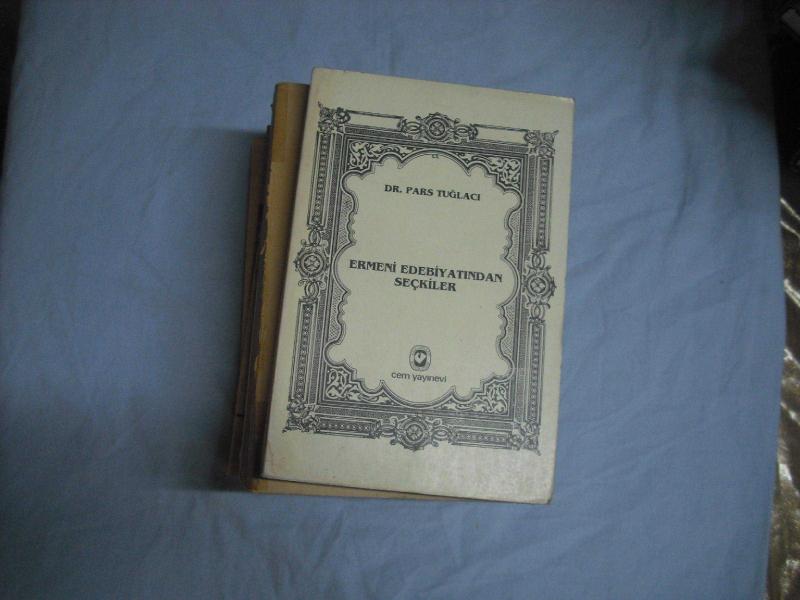 DR. PARS TUĞLACI
ERMENİ EDEBİYATINDAN
SEÇKİLER
cem yayınevi